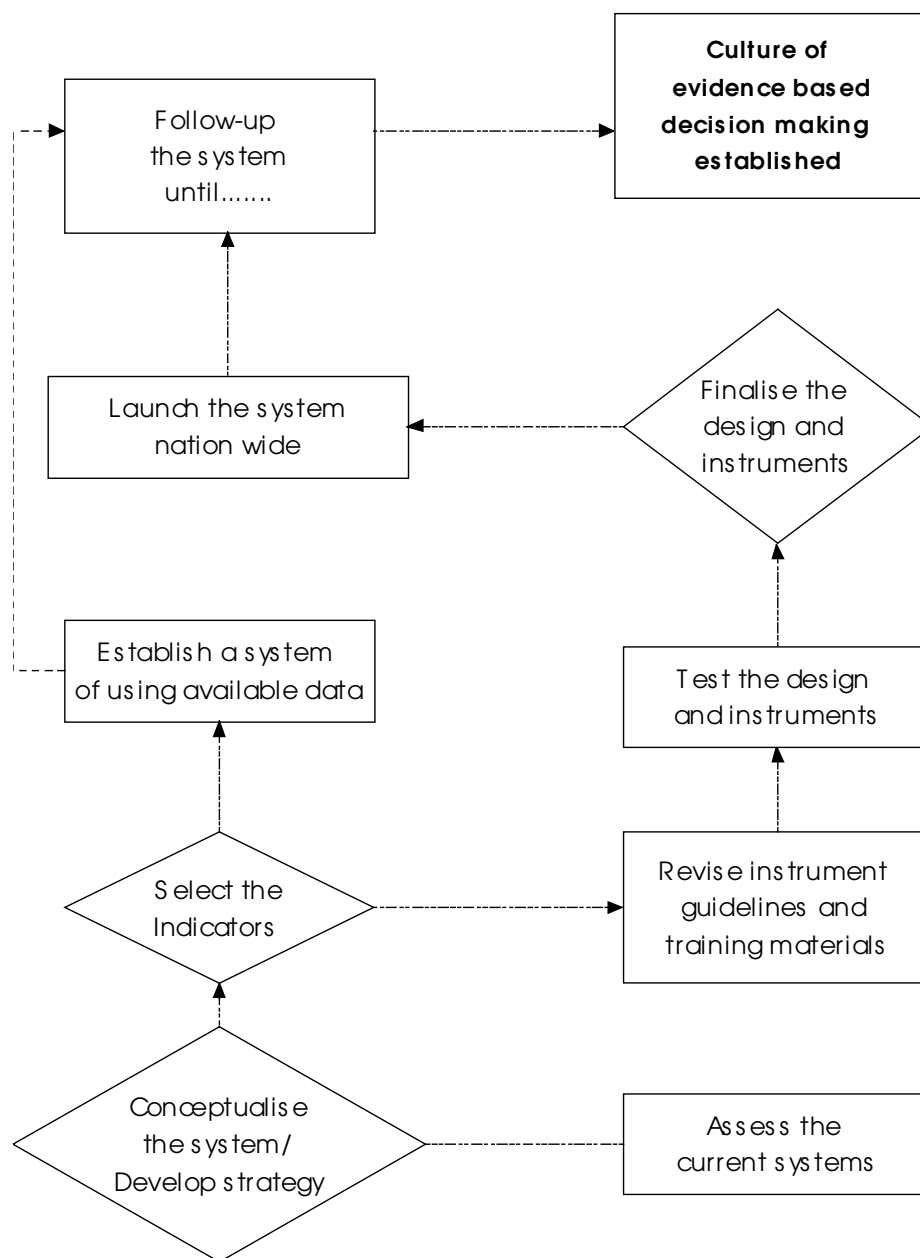 Culture of
evidence based
decision making
established
Follow-up
the system
until.......
Finalise the
design and
instruments
Launch the system
nation wide
Establish a system
of using available data
Test the design
and instruments
Select the
Indicators
Revise instrument
guidelines and
training materials
Conceptualise
the system/
Develop strategy
Assess the
current systems